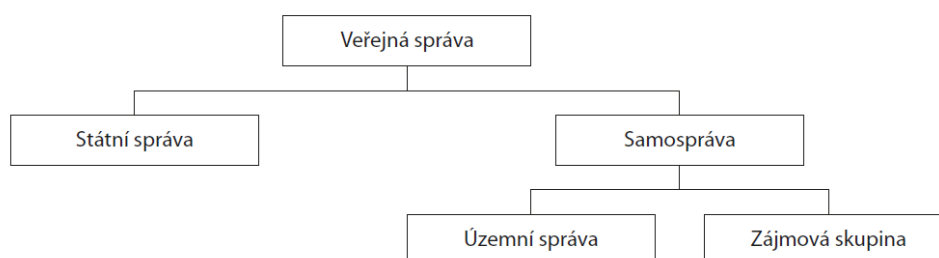 Veřejná správa
Státní správa
Samospráva
Územní správa
Zájmová skupina